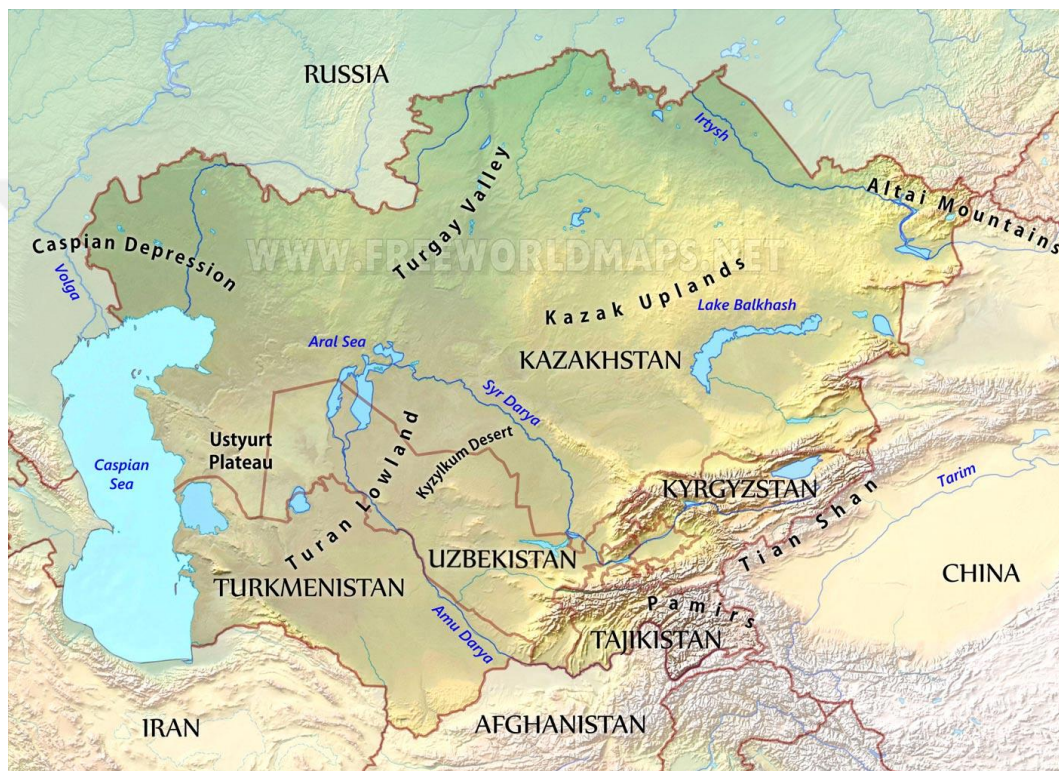 RUSSIA
Irtysh
Altai Mountains
Turgay Valley
Caspian Depression
WWW.FREEWORLDMAPS.NET
Volga
Kazak Uplands
Lake Balkhash
Aral Sea
KAZAKHSTAN
Syr Darya
Ustyurt
Plateau
Kyzylkum Desert
Caspian
Sea
Turan Lowland
KYRGYZSTAN
Tarim
Tian Shan
UZBEKISTAN
TURKMENISTAN
CHINA
Pamirs
Amu Darya
TAJIKISTAN
IRAN
AFGHANISTAN